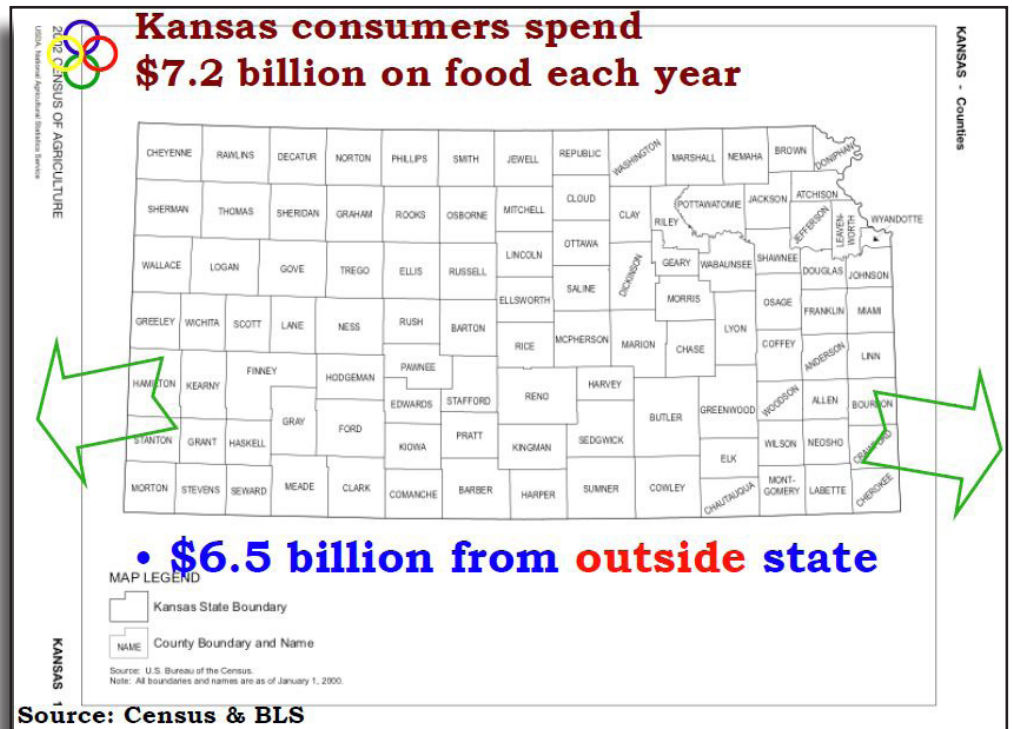 Kansas consumers spend
$7.2 billion on food each year
2012 CENSUS OF AGRICULTURE
USDA, National Agricultural Statistics Service
KANSAS - Counties
CHEYENNE RAWLINS DECATUR NORTON PHILLIPS SMITH JEWELL REPUBLIC WASHINGTON MARSHALL NEMAHA BROWN DONIPHAN
SHERMAN THOMAS SHERIDAN GRAHAM ROOKS OSBORNE MITCHELL CLOUD CLAY RILEY POTTAWATOMIE JACKSON ATCHISON JEFFERSON LEAVEN-
WORTH WYANDOTTE
WALLACE LOGAN GOVE TREGO ELLIS RUSSELL LINCOLN OTTAWA SALINE DICKINSON GEARY WABAUNSEE SHAWNEE DOUGLAS JOHNSON
GREELEY WICHITA SCOTT LANE NESS RUSH BARTON ELLSWORTH RICE MCPHERSON MARION MORRIS CHASE LYON OSAGE COFFEY FRANKLIN MIAMI ANDERSON LINN
HAMILTON KEARNY FINNEY HODGEMAN PAWNEE EDWARDS STAFFORD RENO HARVEY BUTLER GREENWOOD WOODSON ALLEN BOURBON
STANTON GRANT HASKELL GRAY FORD KIOWA PRATT KINGMAN SEDGWICK ELK WILSON NEOSHO CRAWFORD
MORTON STEVENS SEWARD MEADE CLARK COMANCHE BARBER HARPER SUMNER COWLEY CHAUTAUQUA MONT-
GOMERY LABETTE CHEROKEE
• $6.5 billion from outside state
MAP LEGEND
Kansas State Boundary
NAME County Boundary and Name
Source: U.S. Bureau of the Census.
Note: All boundaries and names are as of January 1, 2000.
KANSAS 1
Source: Census & BLS